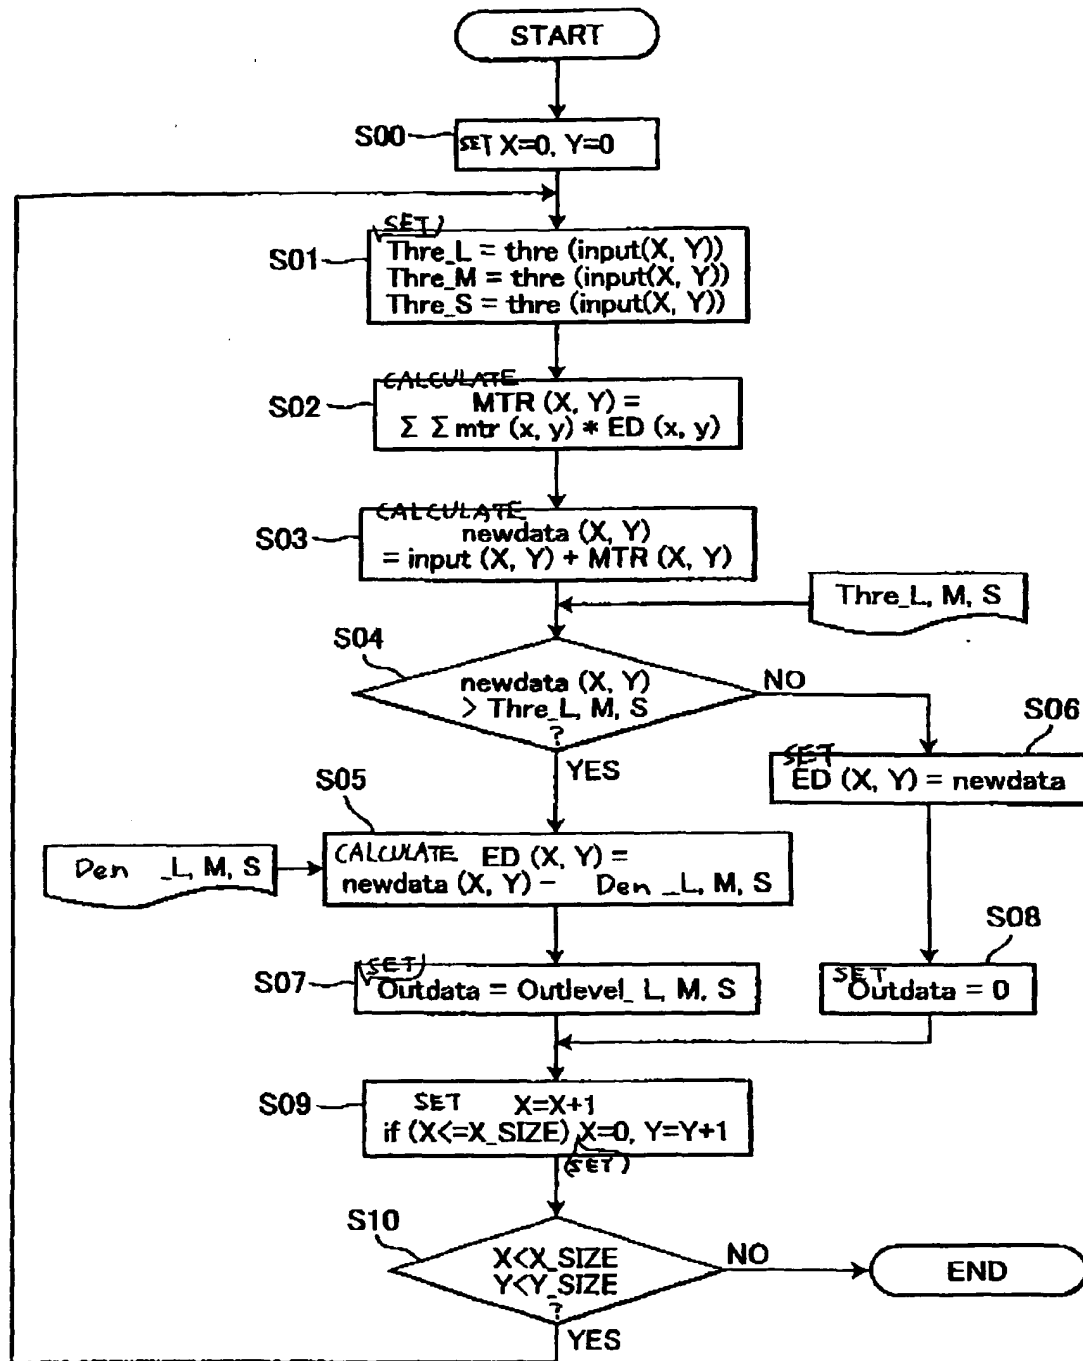 START
S00
SET X=0, Y=0
S01
(SET)
Thre_L = thre (input(X, Y))
Thre_M = thre (input(X, Y))
Thre_S = thre (input(X, Y))
S02
CALCULATE
MTR (X, Y) =
Σ Σ mtr (x, y) * ED (x, y)
S03
CALCULATE
newdata (X, Y)
= input (X, Y) + MTR (X, Y)
Thre_L, M, S
S04
newdata (X, Y)
> Thre_L, M, S
?
NO
YES
S06
SET
ED (X, Y) = newdata
S05
Den _L, M, S
CALCULATE ED (X, Y) =
newdata (X, Y) - Den _L, M, S
S07
(SET)
Outdata = Outlevel_ L, M, S
S08
SET
Outdata = 0
S09
SET X=X+1
if (X<=X_SIZE) X=0, Y=Y+1
(SET)
S10
X<X_SIZE
Y<Y_SIZE
?
NO
END
YES